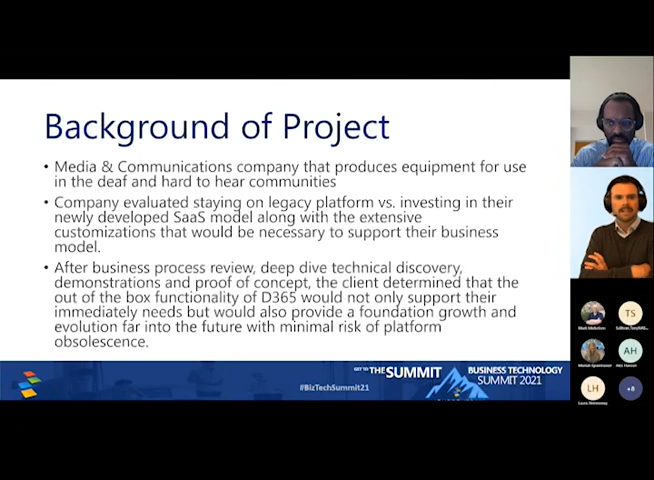 Background of Project
• Media & Communications company that produces equipment for use
in the deaf and hard to hear communities
• Company evaluated staying on legacy platform vs. investing in their
newly developed SaaS model along with the extensive
customizations that would be necessary to support their business
model.
• After business process review, deep dive technical discovery,
demonstrations and proof of concept, the client determined that the
out of the box functionality of D365 would not only support their
immediately needs but would also provide a foundation growth and
evolution far into the future with minimal risk of platform
obsolescence.
#BizTechSummit21
GET TO THE SUMMIT
BUSINESS TECHNOLOGY
SUMMIT 2021
TS
AH
LH
+8